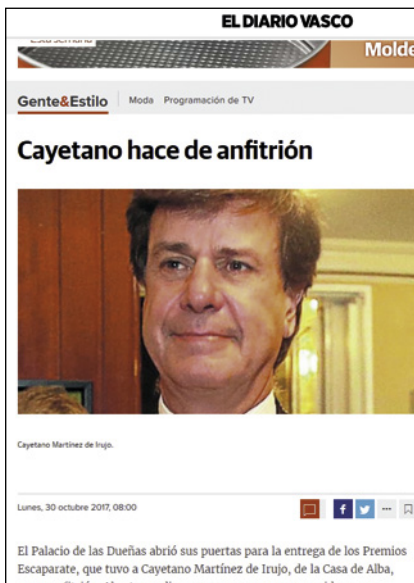 EL DIARIO VASCO
Molde
Gente&Estilo
Moda Programación de TV
Cayetano hace de anfitrión
Cayetano Martínez de Irujo.
Lunes, 30 octubre 2017, 08:00
El Palacio de las Dueñas abrió sus puertas para la entrega de los Premios
Escaparate, que tuvo a Cayetano Martínez de Irujo, de la Casa de Alba,